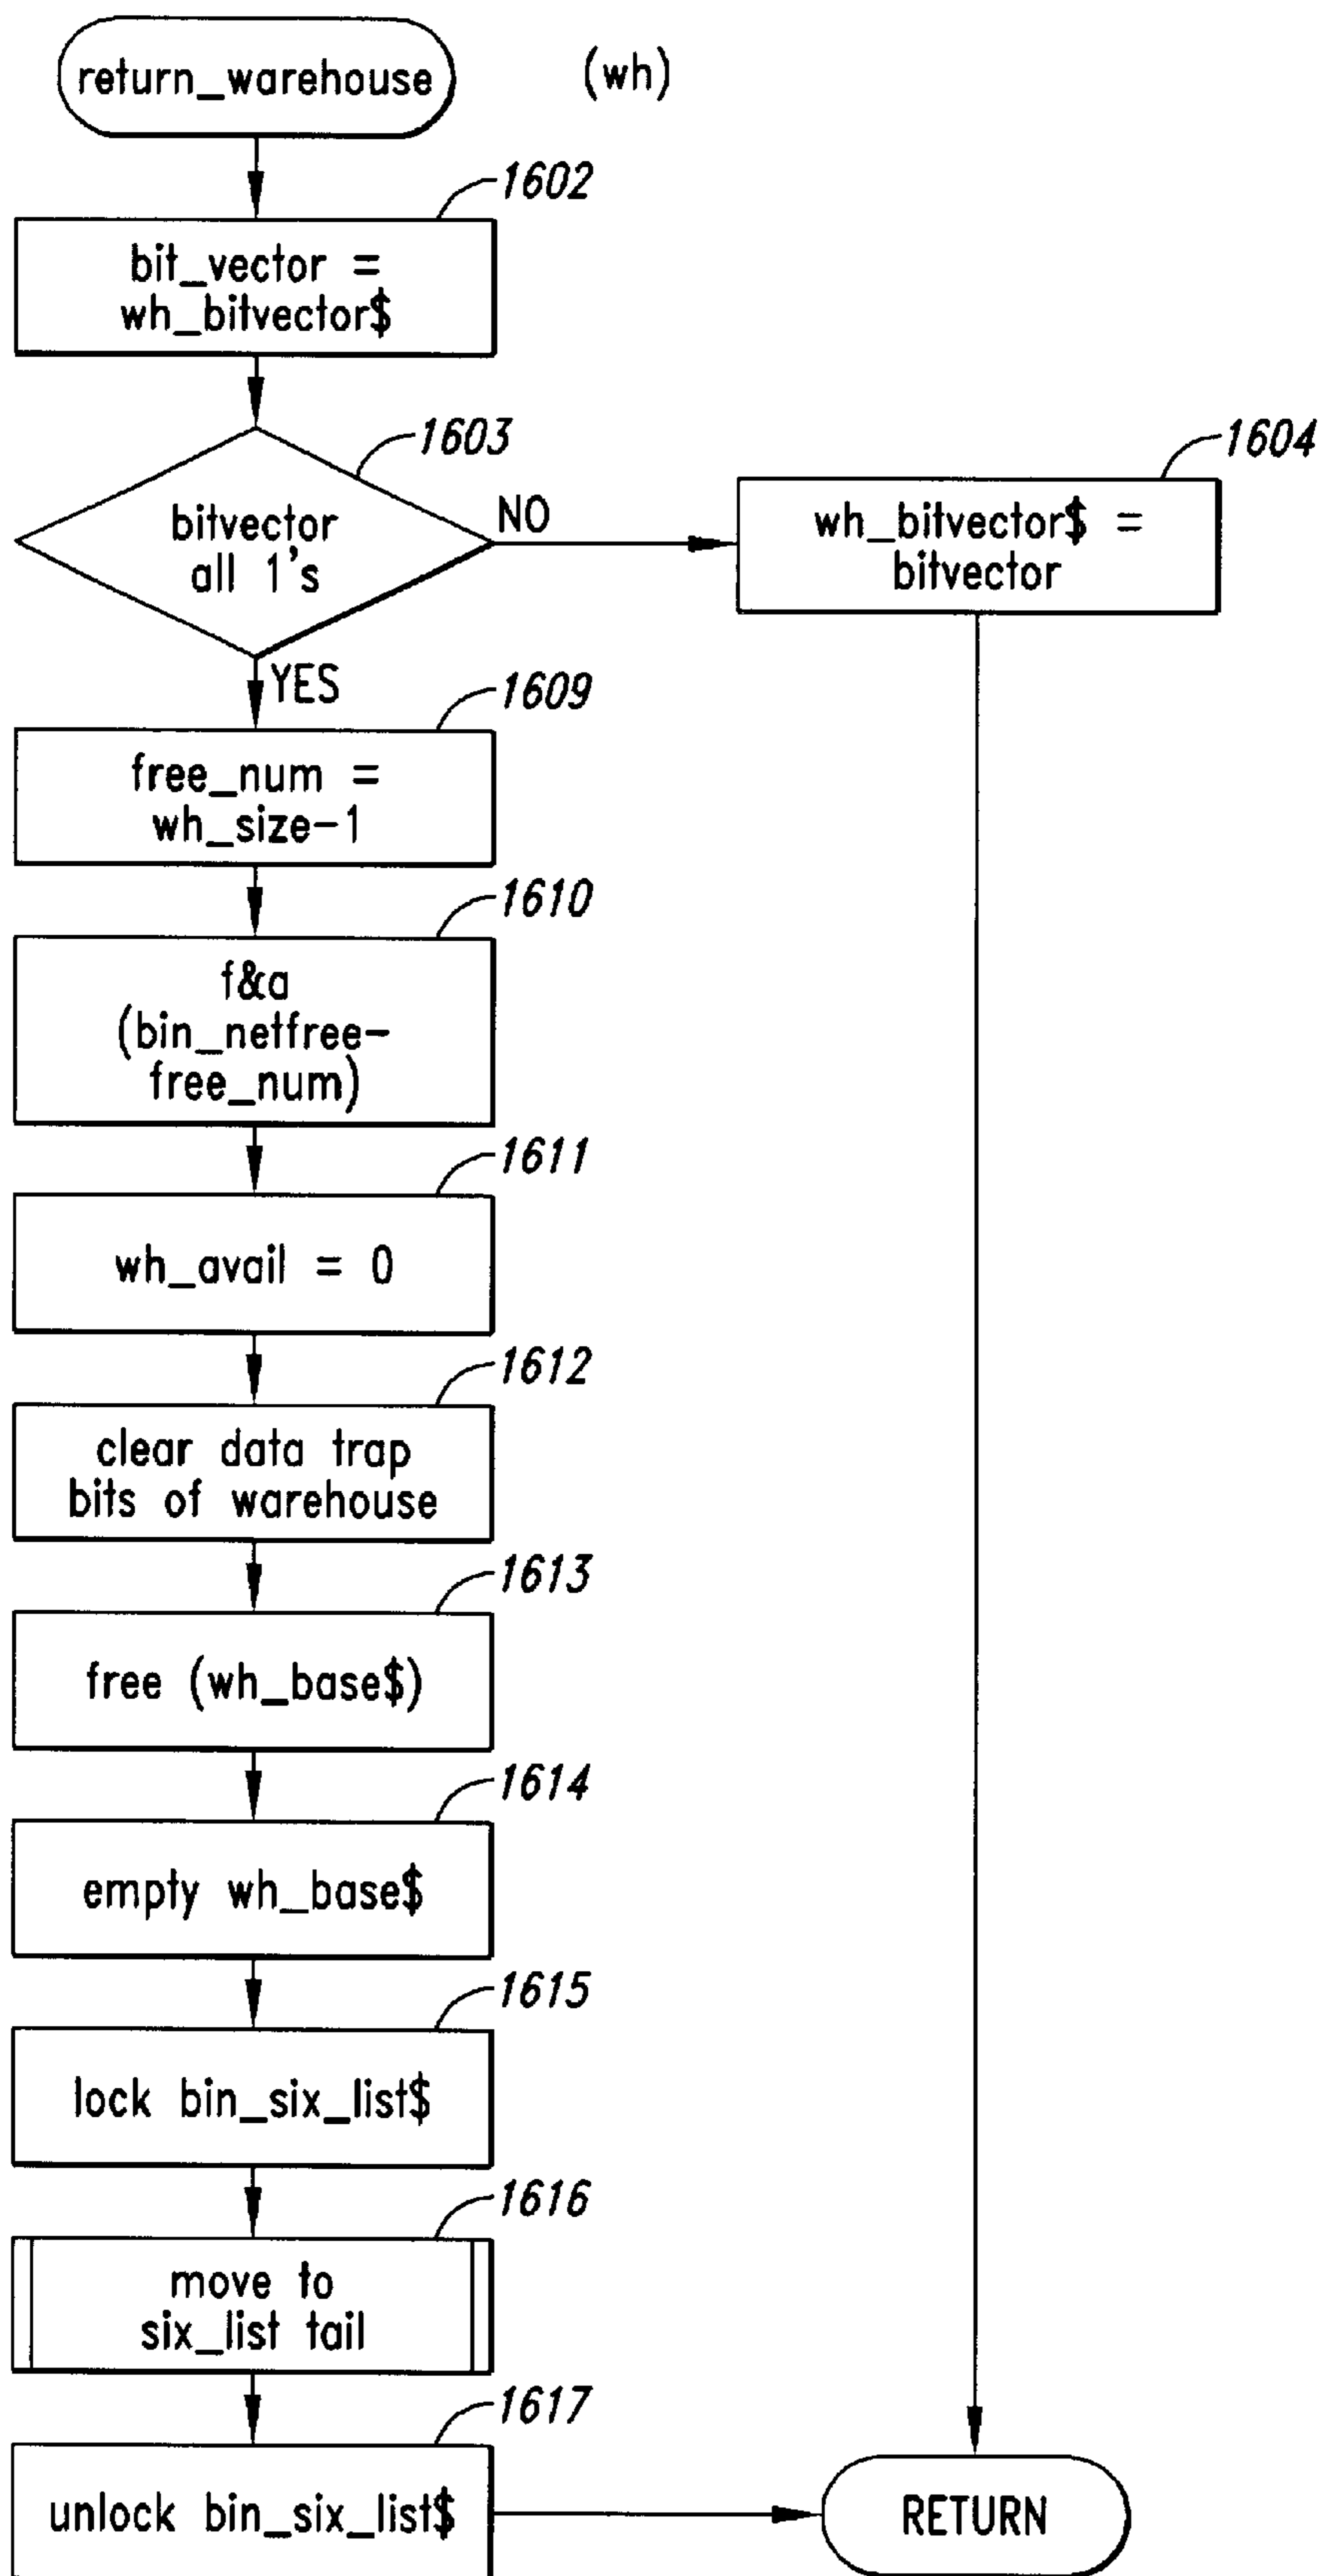 return_warehouse
(wh)
1602
bit_vector =
wh_bitvector$
1603
bitvector
all 1's
NO
1604
wh_bitvector$ =
bitvector
YES
1609
free_num =
wh_size-1
1610
f&a
(bin_netfree-
free_num)
1611
wh_avail = 0
1612
clear data trap
bits of warehouse
1613
free (wh_base$)
1614
empty wh_base$
1615
lock bin_six_list$
1616
move to
six_list tail
1617
unlock bin_six_list$
RETURN